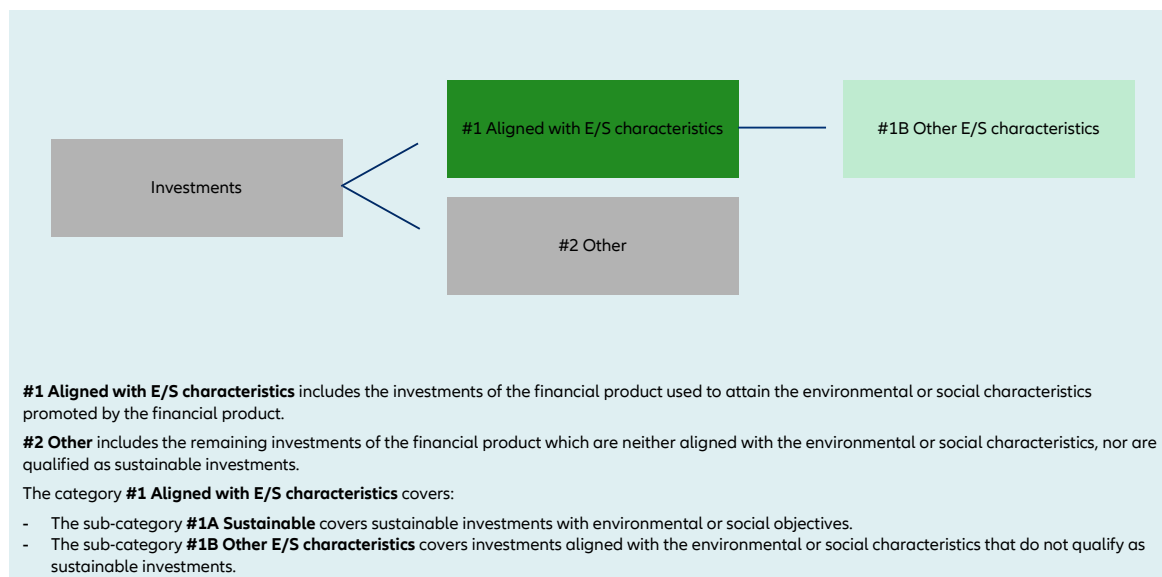 #1 Aligned with E/S characteristics
#1B Other E/S characteristics
Investments
#2 Other
#1 Aligned with E/S characteristics includes the investments of the financial product used to attain the environmental or social characteristics
promoted by the financial product.
#2 Other includes the remaining investments of the financial product which are neither aligned with the environmental or social characteristics, nor are
qualified as sustainable investments.
The category #1 Aligned with E/S characteristics covers:
- The sub-category #1A Sustainable covers sustainable investments with environmental or social objectives.
- The sub-category #1B Other E/S characteristics covers investments aligned with the environmental or social characteristics that do not qualify as
sustainable investments.